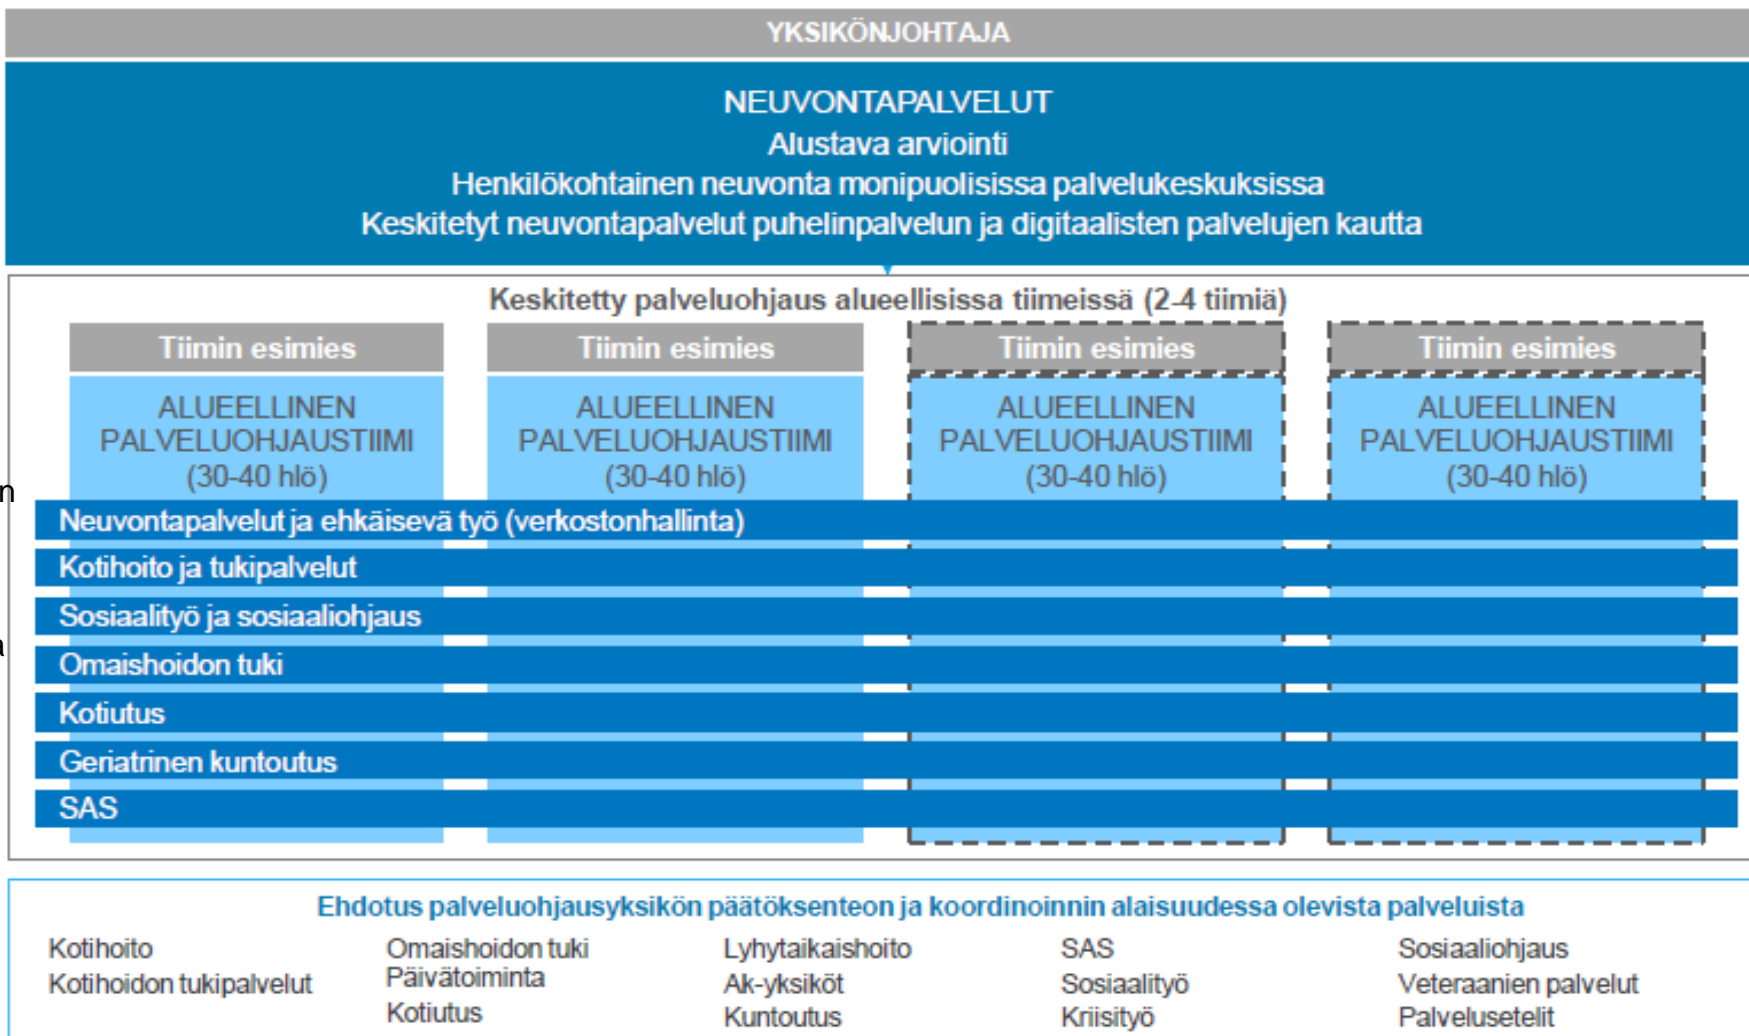 YKSIKÖNJOHTAJA
NEUVONTAPALVELUT
Alustava arviointi
Henkilökohtainen neuvonta monipuolisissa palvelukeskuksissa
Keskitetyt neuvontapalvelut puhelinpalvelun ja digitaalisten palvelujen kautta
Keskitetty palveluohjaus alueellisissa tiimeissä (2-4 tiimiä)
Tiimin esimies
ALUEELLINEN
PALVELUOHJAUSTIIMI
(30-40 hlö)
Tiimin esimies
ALUEELLINEN
PALVELUOHJAUSTIIMI
(30-40 hlö)
Tiimin esimies
ALUEELLINEN
PALVELUOHJAUSTIIMI
(30-40 hlö)
Tiimin esimies
ALUEELLINEN
PALVELUOHJAUSTIIMI
(30-40 hlö)
Neuvontapalvelut ja ehkäisevä työ (verkostonhallinta)
Kotihoito ja tukipalvelut
Sosiaalityö ja sosiaaliohjaus
Omaishoidon tuki
Kotiutus
Geriatrinen kuntoutus
SAS
Ehdotus palveluohjausyksikön päätöksenteon ja koordinoinnin alaisuudessa olevista palveluista
Kotihoito
Kotihoidon tukipalvelut
Omaishoidon tuki
Päivätoiminta
Kotiutus
Lyhytaikaishoito
Ak-yksiköt
Kuntoutus
SAS
Sosiaalityö
Kriisityö
Sosiaaliohjaus
Veteraanien palvelut
Palvelusetelit